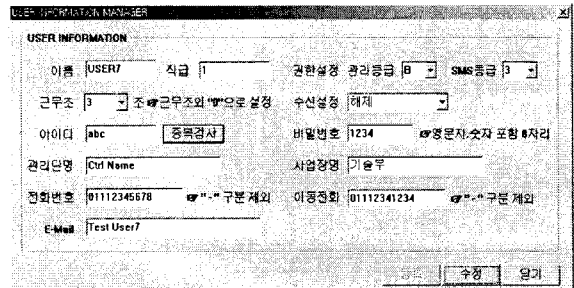 USER INFORMATION MANAGER
USER INFORMATION
이름 USER7 직급 1 권한설정 관리등급 B SMS등급 3
근무조 3 조 ☞근무조외 "0"으로 설정 수신설정 해제
아이디 abc 중복검사 비밀번호 1234 ☞영문자,숫자 포함 8자리
관리단명 Ctrl Name 사업장명 기술부
전화번호 01112345678 ☞"-" 구분 제외 이동전화 01112341234 ☞"-" 구분 제외
E-Mail Test User7
수정 닫기